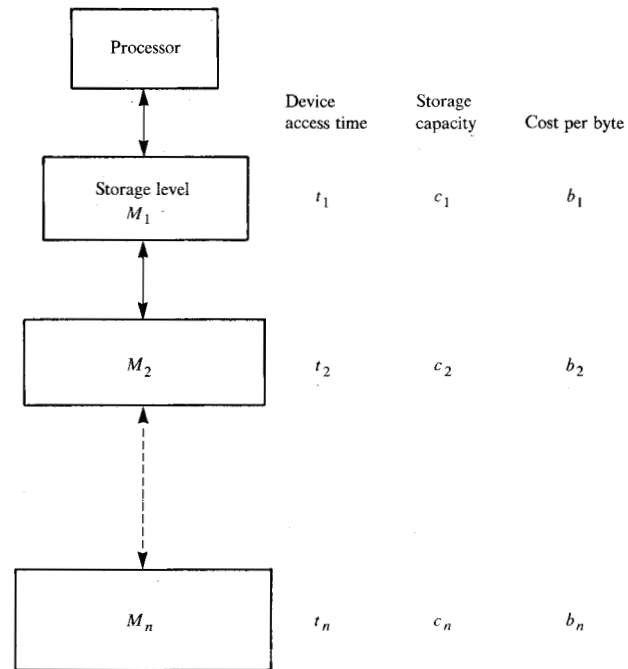 Processor
Device access time
Storage capacity
Cost per byte
Storage level
M₁
t₁ c₁ b₁
M₂
t₂ c₂ b₂
Mₙ
tₙ cₙ bₙ